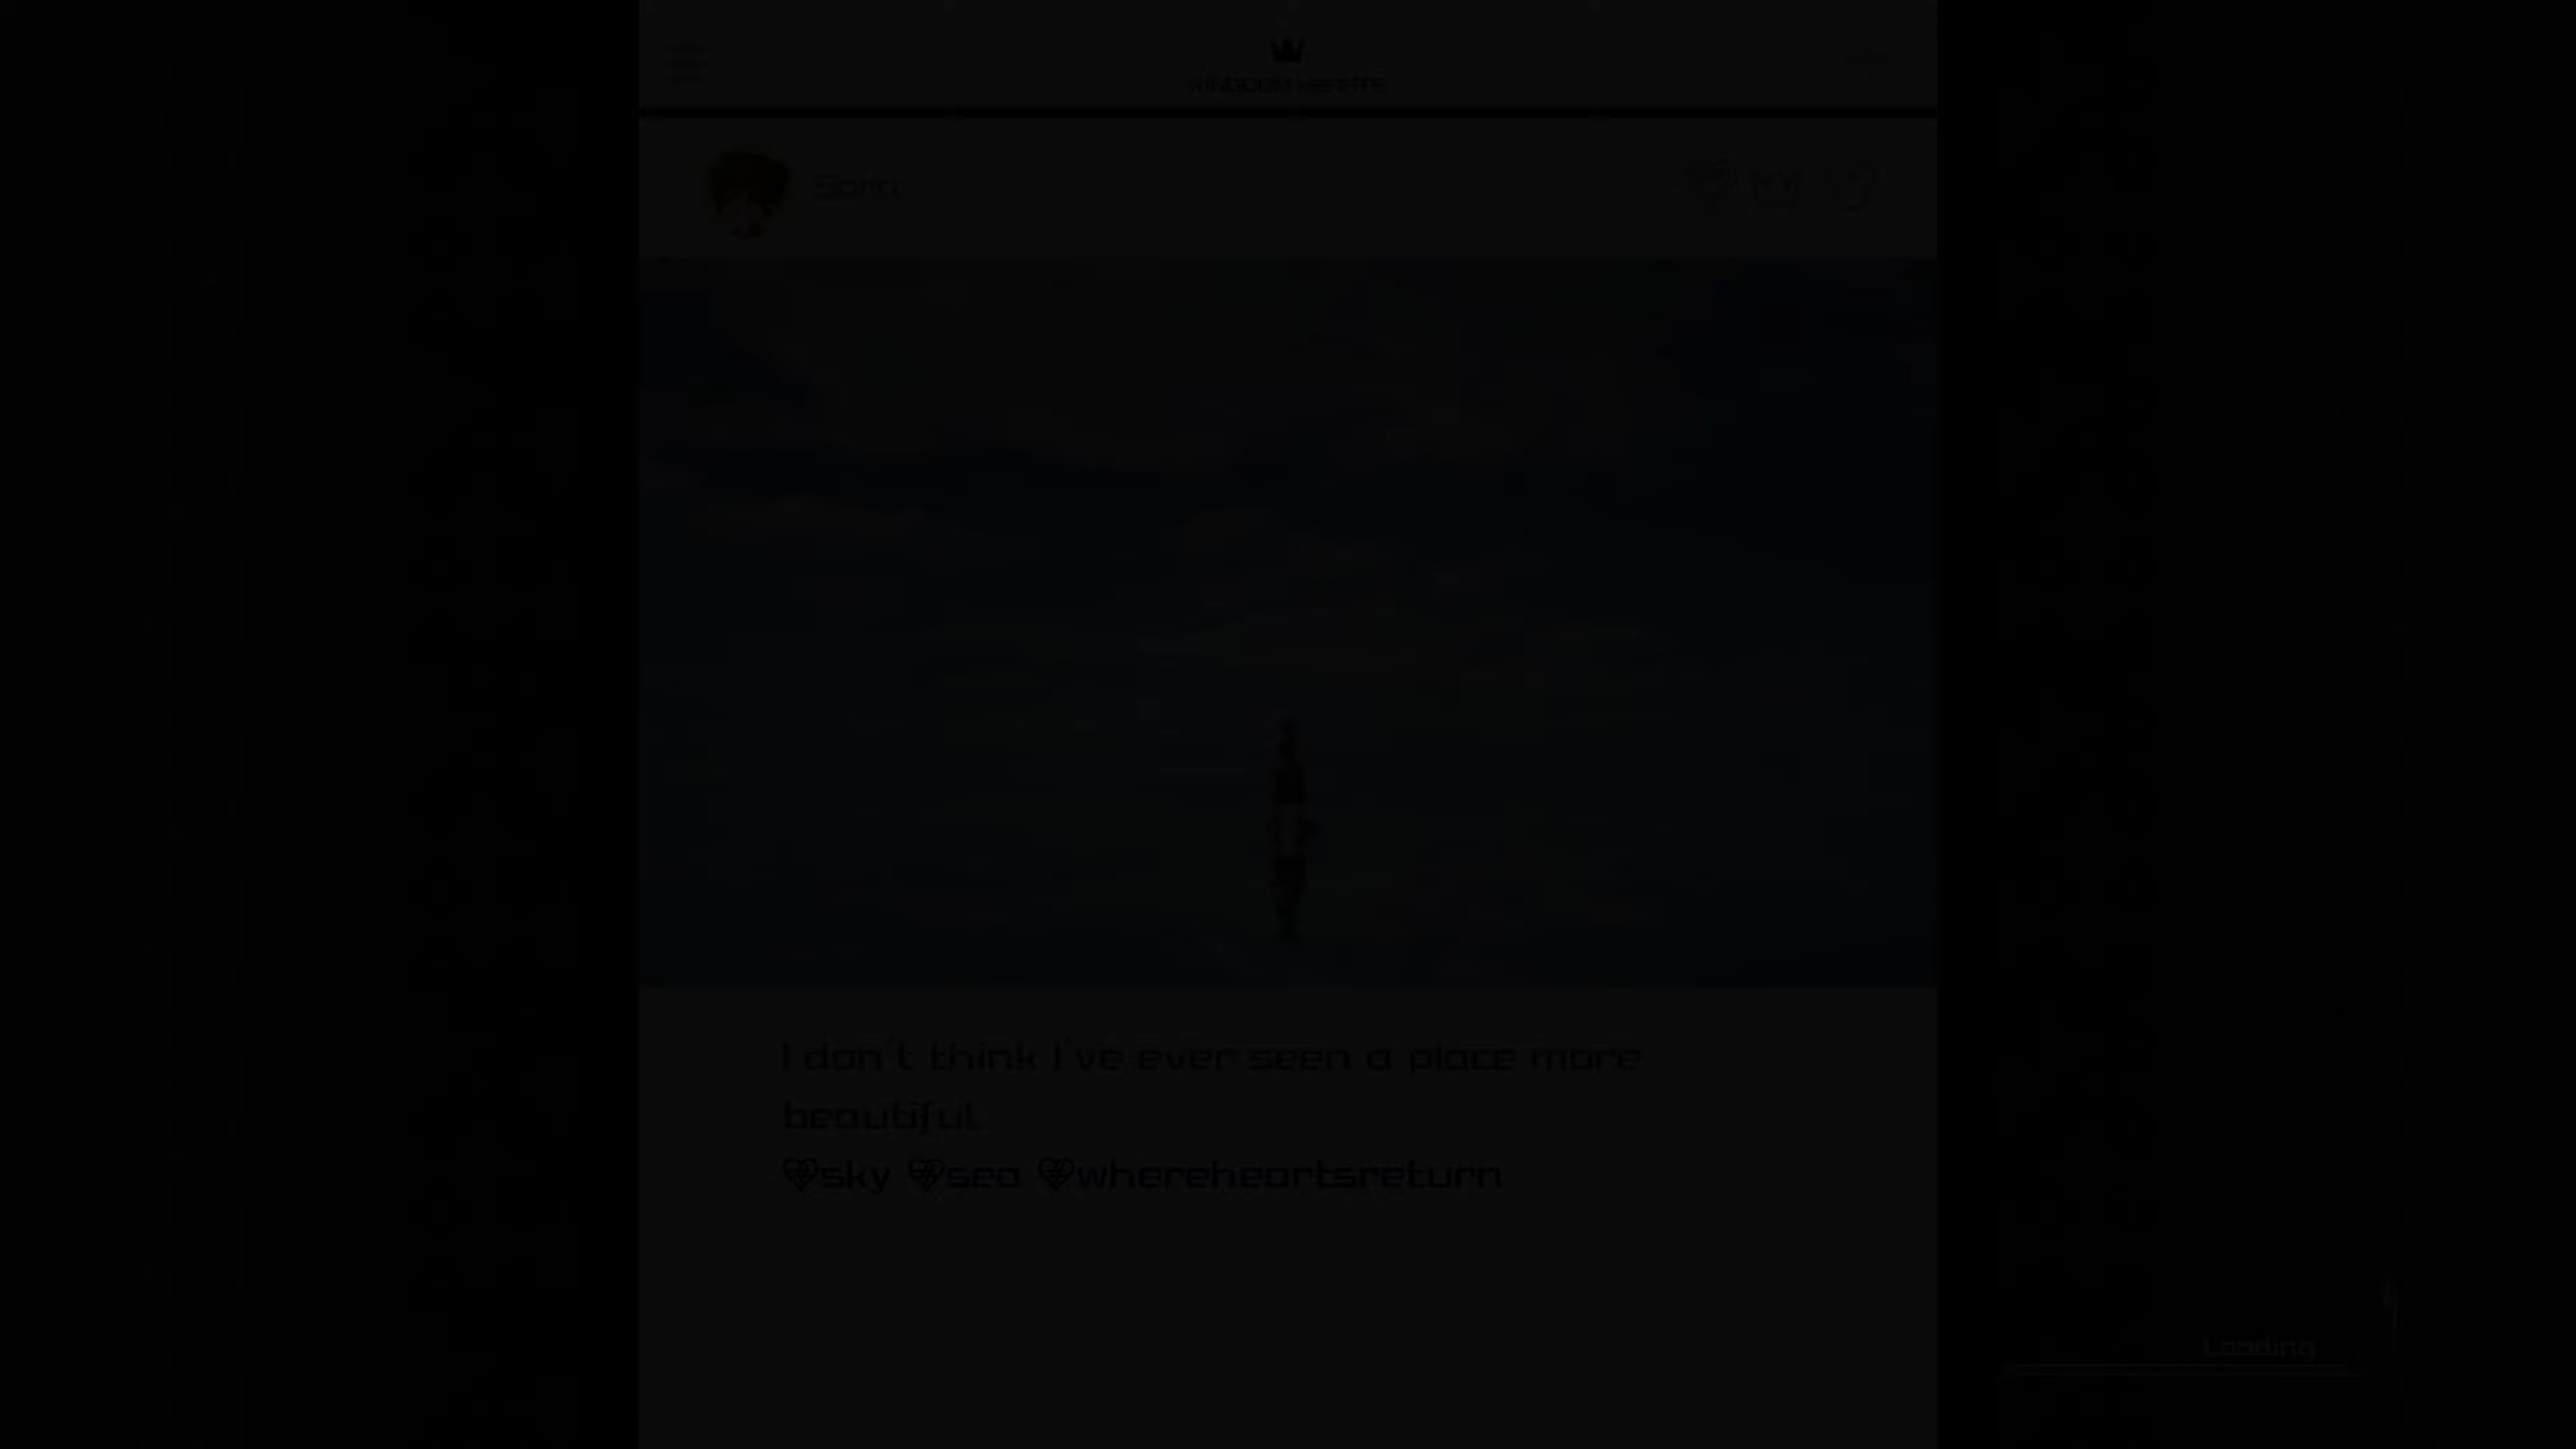 KINGDOM HEARTS
Sora
I don't think I've ever seen a place more
beautiful.
sky sea whereheartsreturn
Loading